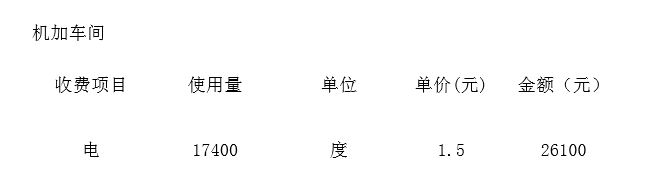 机加车间
收费项目 使用量 单位 单价(元) 金额（元）
电 17400 度 1.5 26100